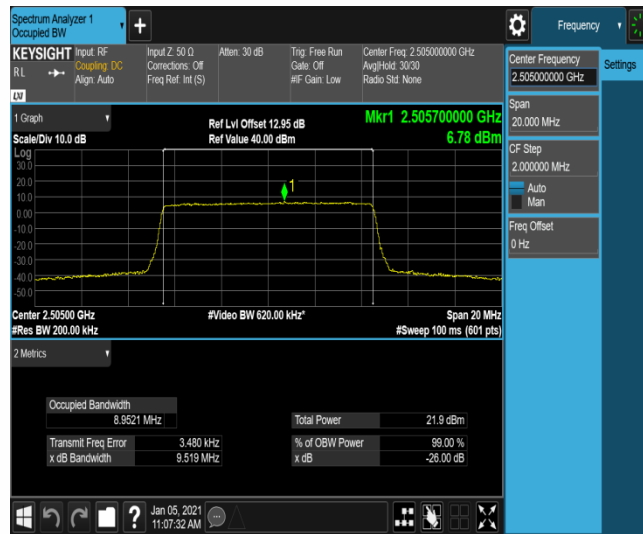 Spectrum Analyzer 1
Occupied BW
+
Frequency
KEYSIGHT
RL
LXI
Input: RF
Coupling: DC
Align: Auto
Input Z: 50 Ω
Corrections: Off
Freq Ref: Int (S)
Atten: 30 dB
Trig: Free Run
Gate: Off
#IF Gain: Low
Center Freq: 2.505000000 GHz
Avg|Hold: 30/30
Radio Std: None
Center Frequency
2.505000000 GHz
Settings
Span
20.000 MHz
CF Step
2.000000 MHz
Auto
Man
Freq Offset
0 Hz
1 Graph
Scale/Div 10.0 dB
Ref Lvl Offset 12.95 dB
Ref Value 40.00 dBm
Mkr1 2.505700000 GHz
6.78 dBm
Log
30.0
20.0
10.0
0.00
-10.0
-20.0
-30.0
-40.0
-50.0
1
Center 2.50500 GHz
#Res BW 200.00 kHz
#Video BW 620.00 kHz*
Span 20 MHz
#Sweep 100 ms (601 pts)
2 Metrics
Occupied Bandwidth
8.9521 MHz
Total Power 21.9 dBm
Transmit Freq Error 3.480 kHz
% of OBW Power 99.00 %
x dB Bandwidth 9.519 MHz
x dB -26.00 dB
?
Jan 05, 2021
11:07:32 AM